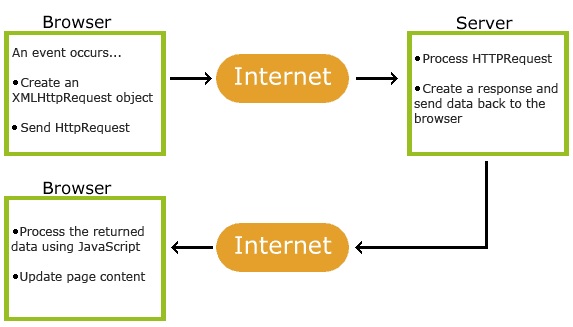 Browser
An event occurs...
•Create an
XMLHttpRequest object
•Send HttpRequest
Internet
Server
•Process HTTPRequest
•Create a response and
send data back to the
browser
Browser
•Process the returned
data using JavaScript
•Update page content
Internet